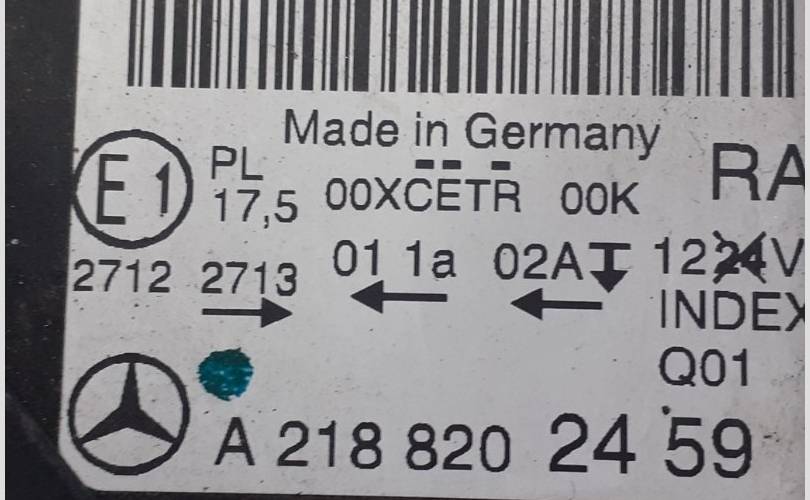 Made in Germany
E1 PL 17,5 00XCETR 00K RA
2712 2713 01 1a 02A 1224V
INDEX
Q01
A 218 820 24 59